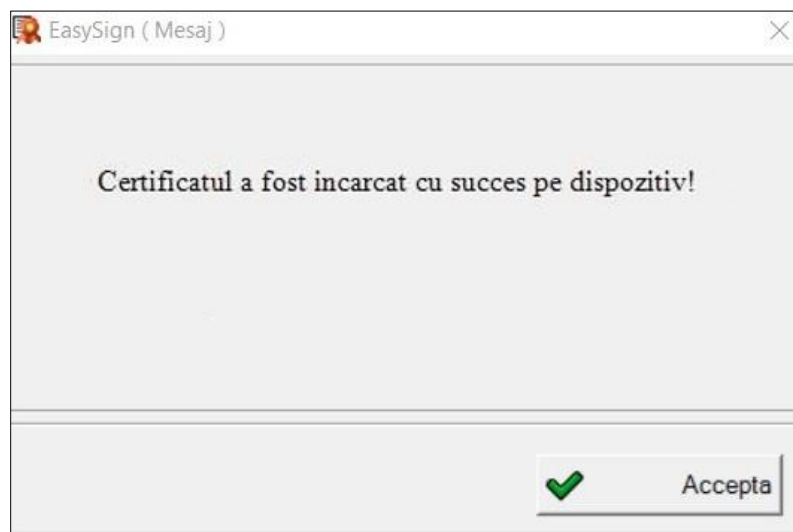 EasySign ( Mesaj )
Certificatul a fost incarcat cu succes pe dispozitiv!
Accepta